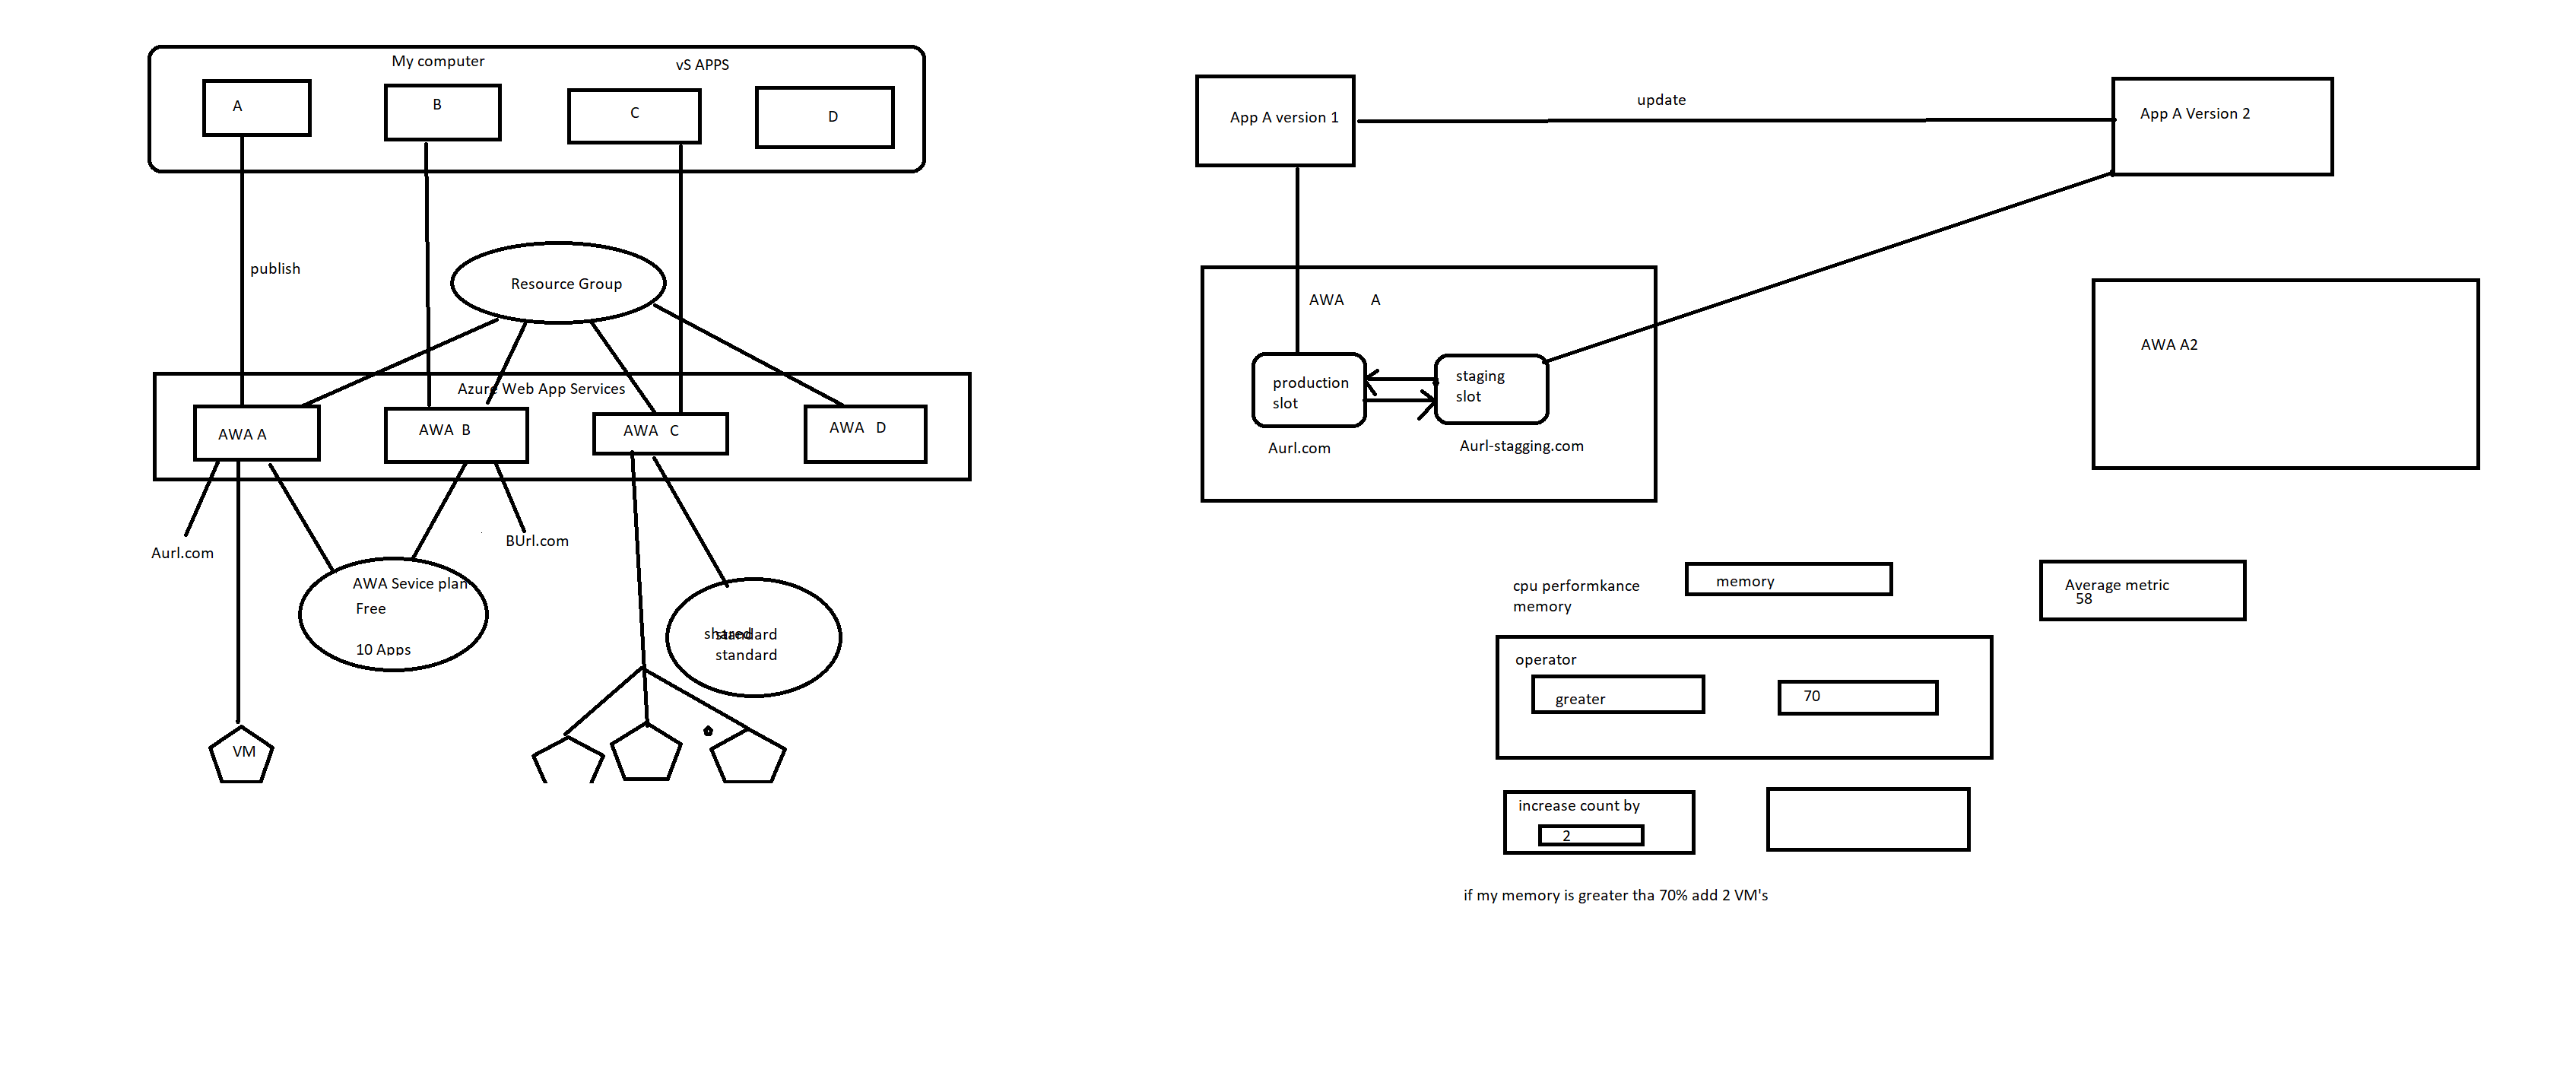 My computer
vS APPS
A
B
C
D
publish
Resource Group
Azure Web App Services
AWA A
AWA B
AWA C
AWA D
Aurl.com
BUrl.com
AWA Sevice plan
Free
10 Apps
shared
standard
standard
VM
App A version 1
update
App A Version 2
AWA A
production
slot
staging
slot
Aurl.com
Aurl-stagging.com
AWA A2
cpu performkance
memory
memory
Average metric
58
operator
greater
70
increase count by
2
if my memory is greater tha 70% add 2 VM's